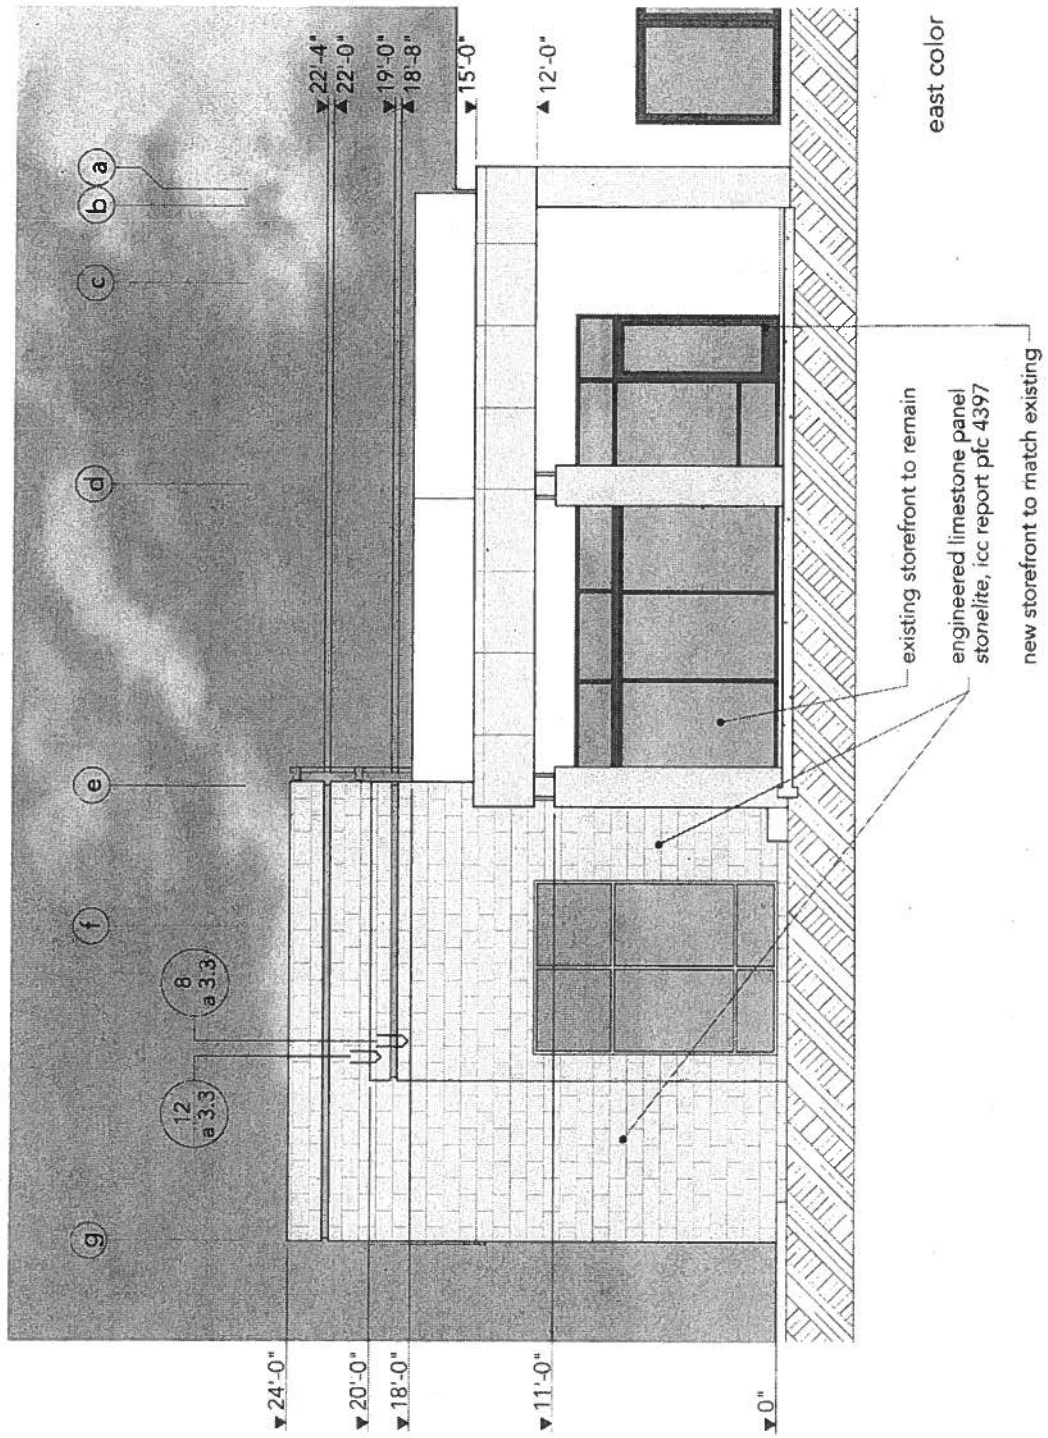 g
f
e
d
c
b
a
12
a 3.3
8
a 3.3
24'-0"
20'-0"
18'-0"
11'-0"
0"
22'-4"
22'-0"
19'-0"
18'-8"
15'-0"
12'-0"
existing storefront to remain
engineered limestone panel
stonelite, icc report pfc 4397
new storefront to match existing
east color